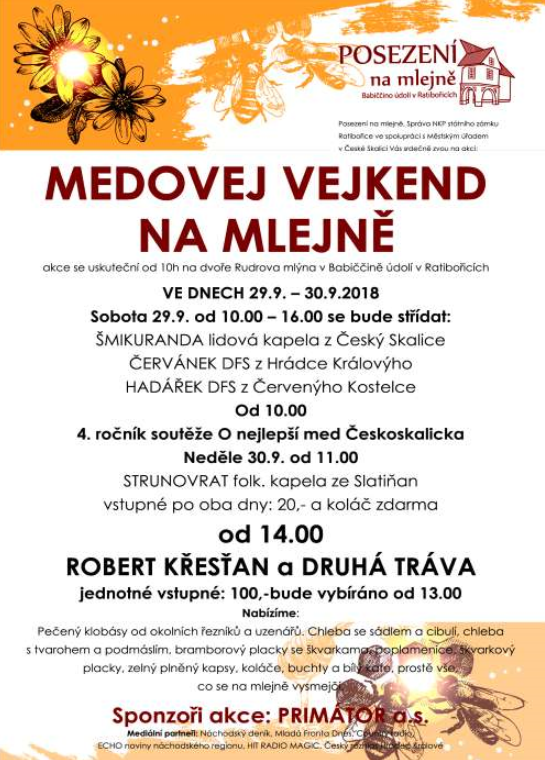 POSEZENÍ
na mlejně
Babiččino údolí v Ratibořicích
Posezení na mlejně, Správa NKP státního zámku
Ratibořice ve spolupráci s Městským úřadem
v České Skalici Vás srdečně zvou na akci:
MEDOVEJ VEJKEND
NA MLEJNĚ
akce se uskuteční od 10h na dvoře Rudrova mlýna v Babiččině údolí v Ratibořicích
VE DNECH 29.9. – 30.9.2018
Sobota 29.9. od 10.00 – 16.00 se bude střídat:
ŠMIKURANDA lidová kapela z Český Skalice
ČERVÁNEK DFS z Hrádce Královýho
HADÁŘEK DFS z Červenýho Kostelce
Od 10.00
4. ročník soutěže O nejlepší med Českoskalicka
Neděle 30.9. od 11.00
STRUNOVRAT folk. kapela ze Slatiňan
vstupné po oba dny: 20,- a koláč zdarma
od 14.00
ROBERT KŘESŤAN a DRUHÁ TRÁVA
jednotné vstupné: 100,-bude vybíráno od 13.00
Nabízíme:
Pečený klobásy od okolních řezníků a uzenářů. Chleba se sádlem a cibulí, chleba
s tvarohem a podmáslím, bramborový placky se škvarkama, poplamenice, škvarkový
placky, zelný plněný kapsy, koláče, buchty a bílý kafe, prostě vše,
co se na mlejně vysmejčí.
Sponzoři akce: PRIMÁTOR a.s.
Mediální partneři: Náchodský deník, Mladá Fronta Dnes, Country radio,
ECHO noviny náchodského regionu, HIT RADIO MAGIC, Český rozhlas Hradec Králové